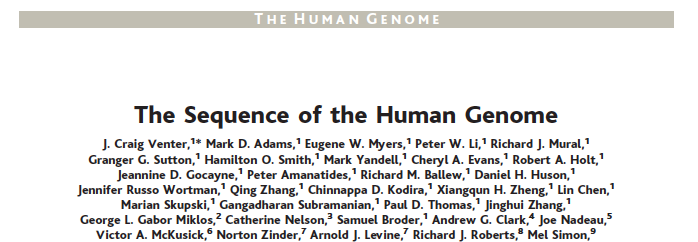 THE HUMAN GENOME
The Sequence of the Human Genome
J. Craig Venter,¹* Mark D. Adams,¹ Eugene W. Myers,¹ Peter W. Li,¹ Richard J. Mural,¹
Granger G. Sutton,¹ Hamilton O. Smith,¹ Mark Yandell,¹ Cheryl A. Evans,¹ Robert A. Holt,¹
Jeannine D. Gocayne,¹ Peter Amanatides,¹ Richard M. Ballew,¹ Daniel H. Huson,¹
Jennifer Russo Wortman,¹ Qing Zhang,¹ Chinnappa D. Kodira,¹ Xiangqun H. Zheng,¹ Lin Chen,¹
Marian Skupski,¹ Gangadharan Subramanian,¹ Paul D. Thomas,¹ Jinghui Zhang,¹
George L. Gabor Miklos,² Catherine Nelson,³ Samuel Broder,¹ Andrew G. Clark,⁴ Joe Nadeau,⁵
Victor A. McKusick,⁶ Norton Zinder,⁷ Arnold J. Levine,⁷ Richard J. Roberts,⁸ Mel Simon,⁹